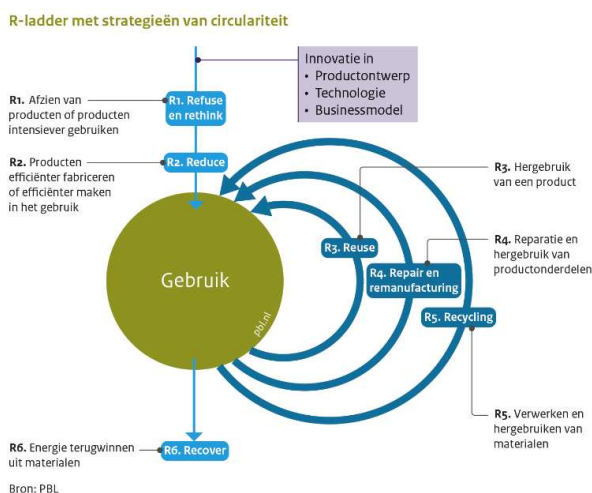 R-ladder met strategieën van circulariteit
Innovatie in
• Productontwerp
• Technologie
• Businessmodel
R1. Afzien van
producten of producten
intensiever gebruiken
R1. Refuse
en rethink
R2. Producten
efficiënter fabriceren
of efficiënter maken
in het gebruik
R2. Reduce
R3. Hergebruik
van een product
R3. Reuse
R4. Reparatie en
hergebruik van
productonderdelen
R4. Repair en
remanufacturing
Gebruik
pbl.nl
R5. Recycling
R5. Verwerken en
hergebruiken van
materialen
R6. Energie terugwinnen
uit materialen
R6. Recover
Bron: PBL